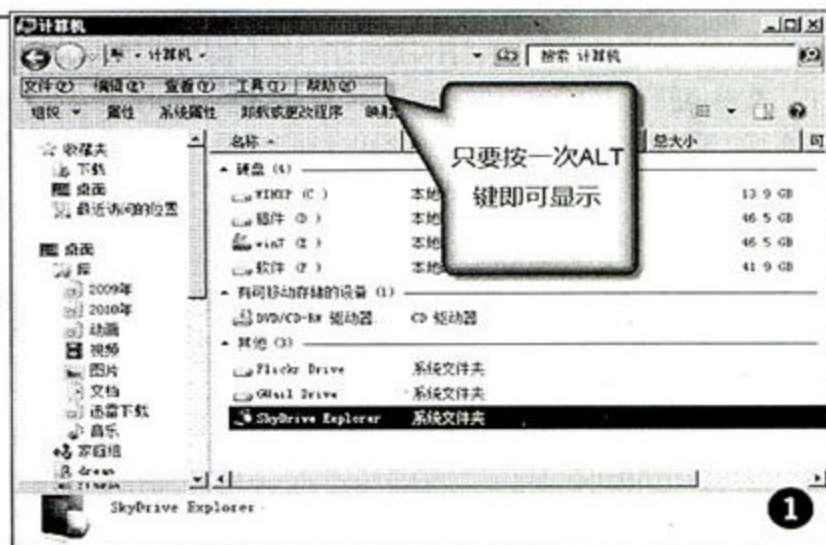 计算机
计算机
搜索 计算机
文件(F) 编辑(E) 查看(V) 工具(T) 帮助(H)
组织 属性 系统属性 卸载或更改程序
名称 总大小 可
只要按一次ALT
键即可显示
收藏夹
下载
桌面
最近访问的位置
桌面
库
2009年
2010年
动画
视频
图片
文档
迅雷下载
音乐
家庭组
硬盘 (4)
WINXP (C:) 本地 13.9 GB
稿件 (D:) 本地 46.5 GB
win7 (E:) 本地 46.5 GB
软件 (F:) 本地 41.9 GB
有可移动存储的设备 (1)
DVD/CD-RW 驱动器 CD 驱动器
其他 (3)
Flickr Drive 系统文件夹
GMail Drive 系统文件夹
SkyDrive Explorer 系统文件夹
SkyDrive Explorer
1